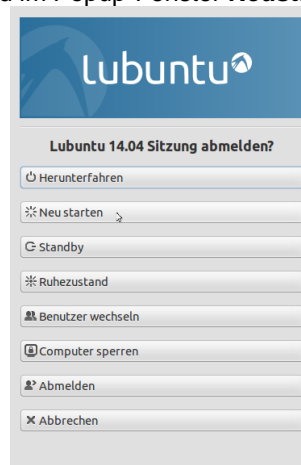 lubuntu
Lubuntu 14.04 Sitzung abmelden?
Herunterfahren
Neu starten
Standby
Ruhezustand
Benutzer wechseln
Computer sperren
Abmelden
Abbrechen